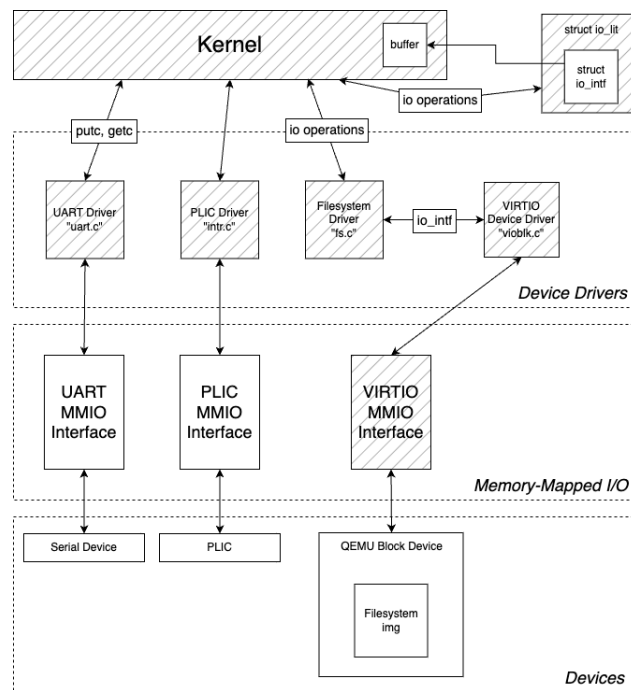 Kernel
buffer
struct io_lit
struct
io_intf
io operations
putc, getc
io operations
UART Driver
"uart.c"
PLIC Driver
"intr.c"
Filesystem
Driver
"fs.c"
io_intf
VIRTIO
Device Driver
"vioblk.c"
Device Drivers
UART
MMIO
Interface
PLIC
MMIO
Interface
VIRTIO
MMIO
Interface
Memory-Mapped I/O
Serial Device
PLIC
QEMU Block Device
Filesystem
img
Devices